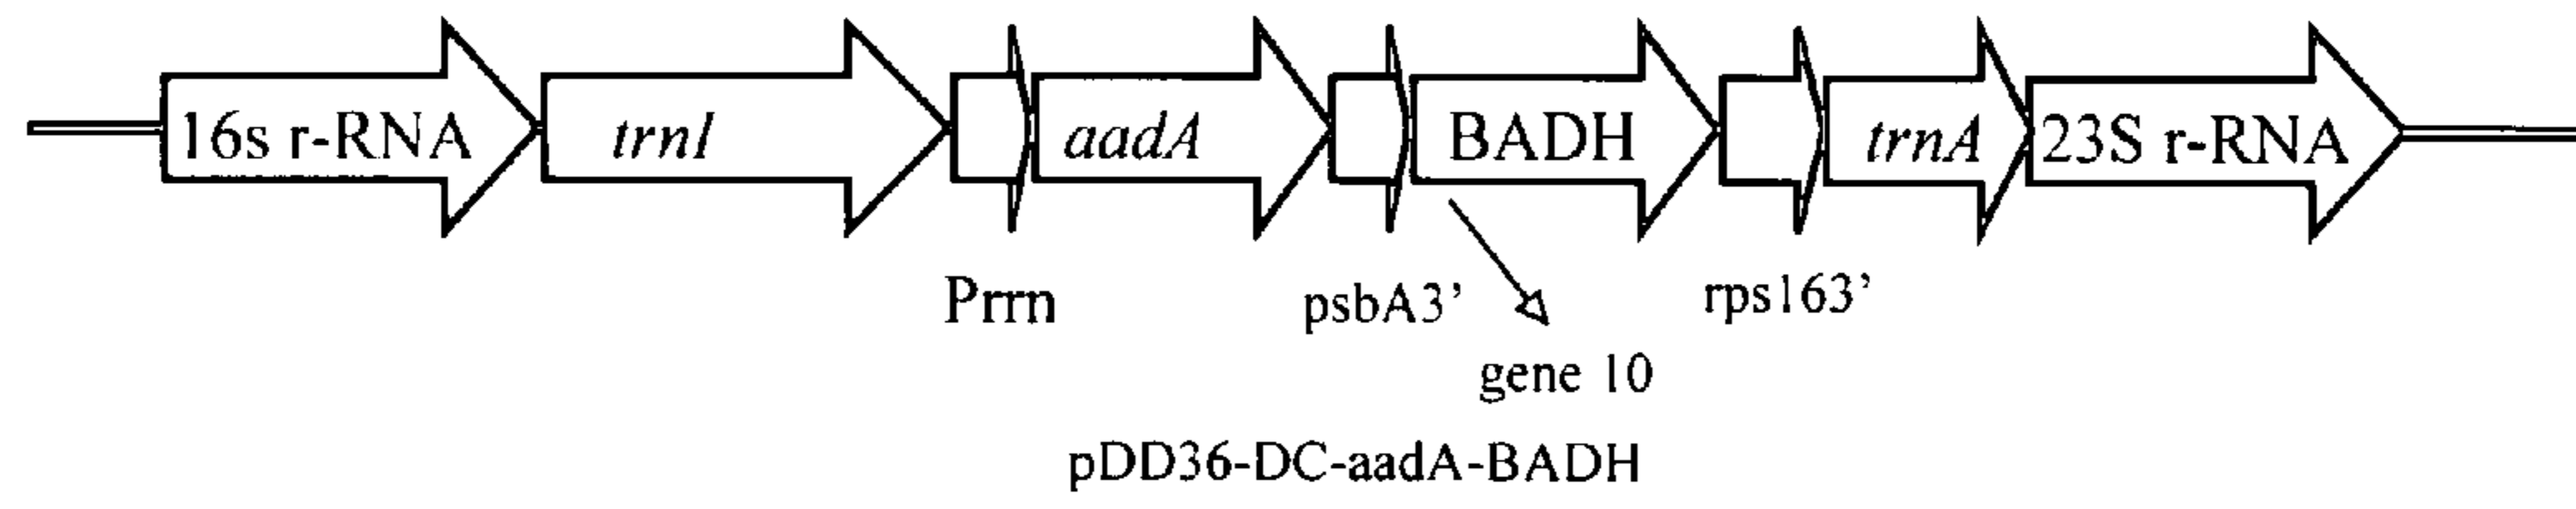 16s r-RNA trnI aadA BADH trnA 23S r-RNA
Prrn psbA3’ rps163’
gene 10
pDD36-DC-aadA-BADH